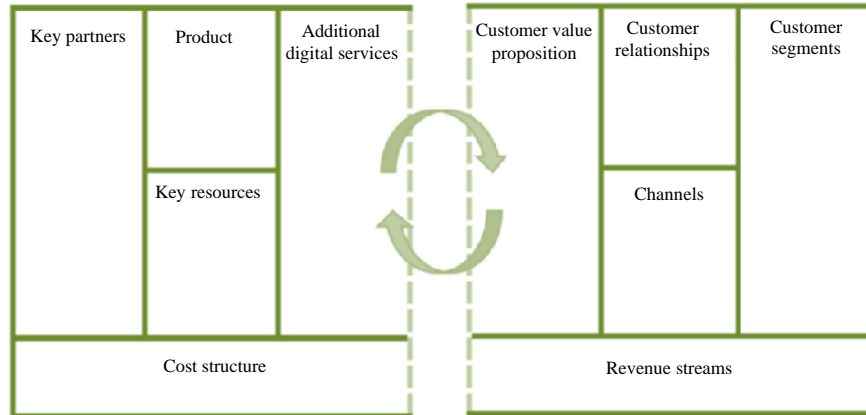 Key partners
Product
Additional
digital services
Key resources
Cost structure
Customer value
proposition
Customer
relationships
Customer
segments
Channels
Revenue streams